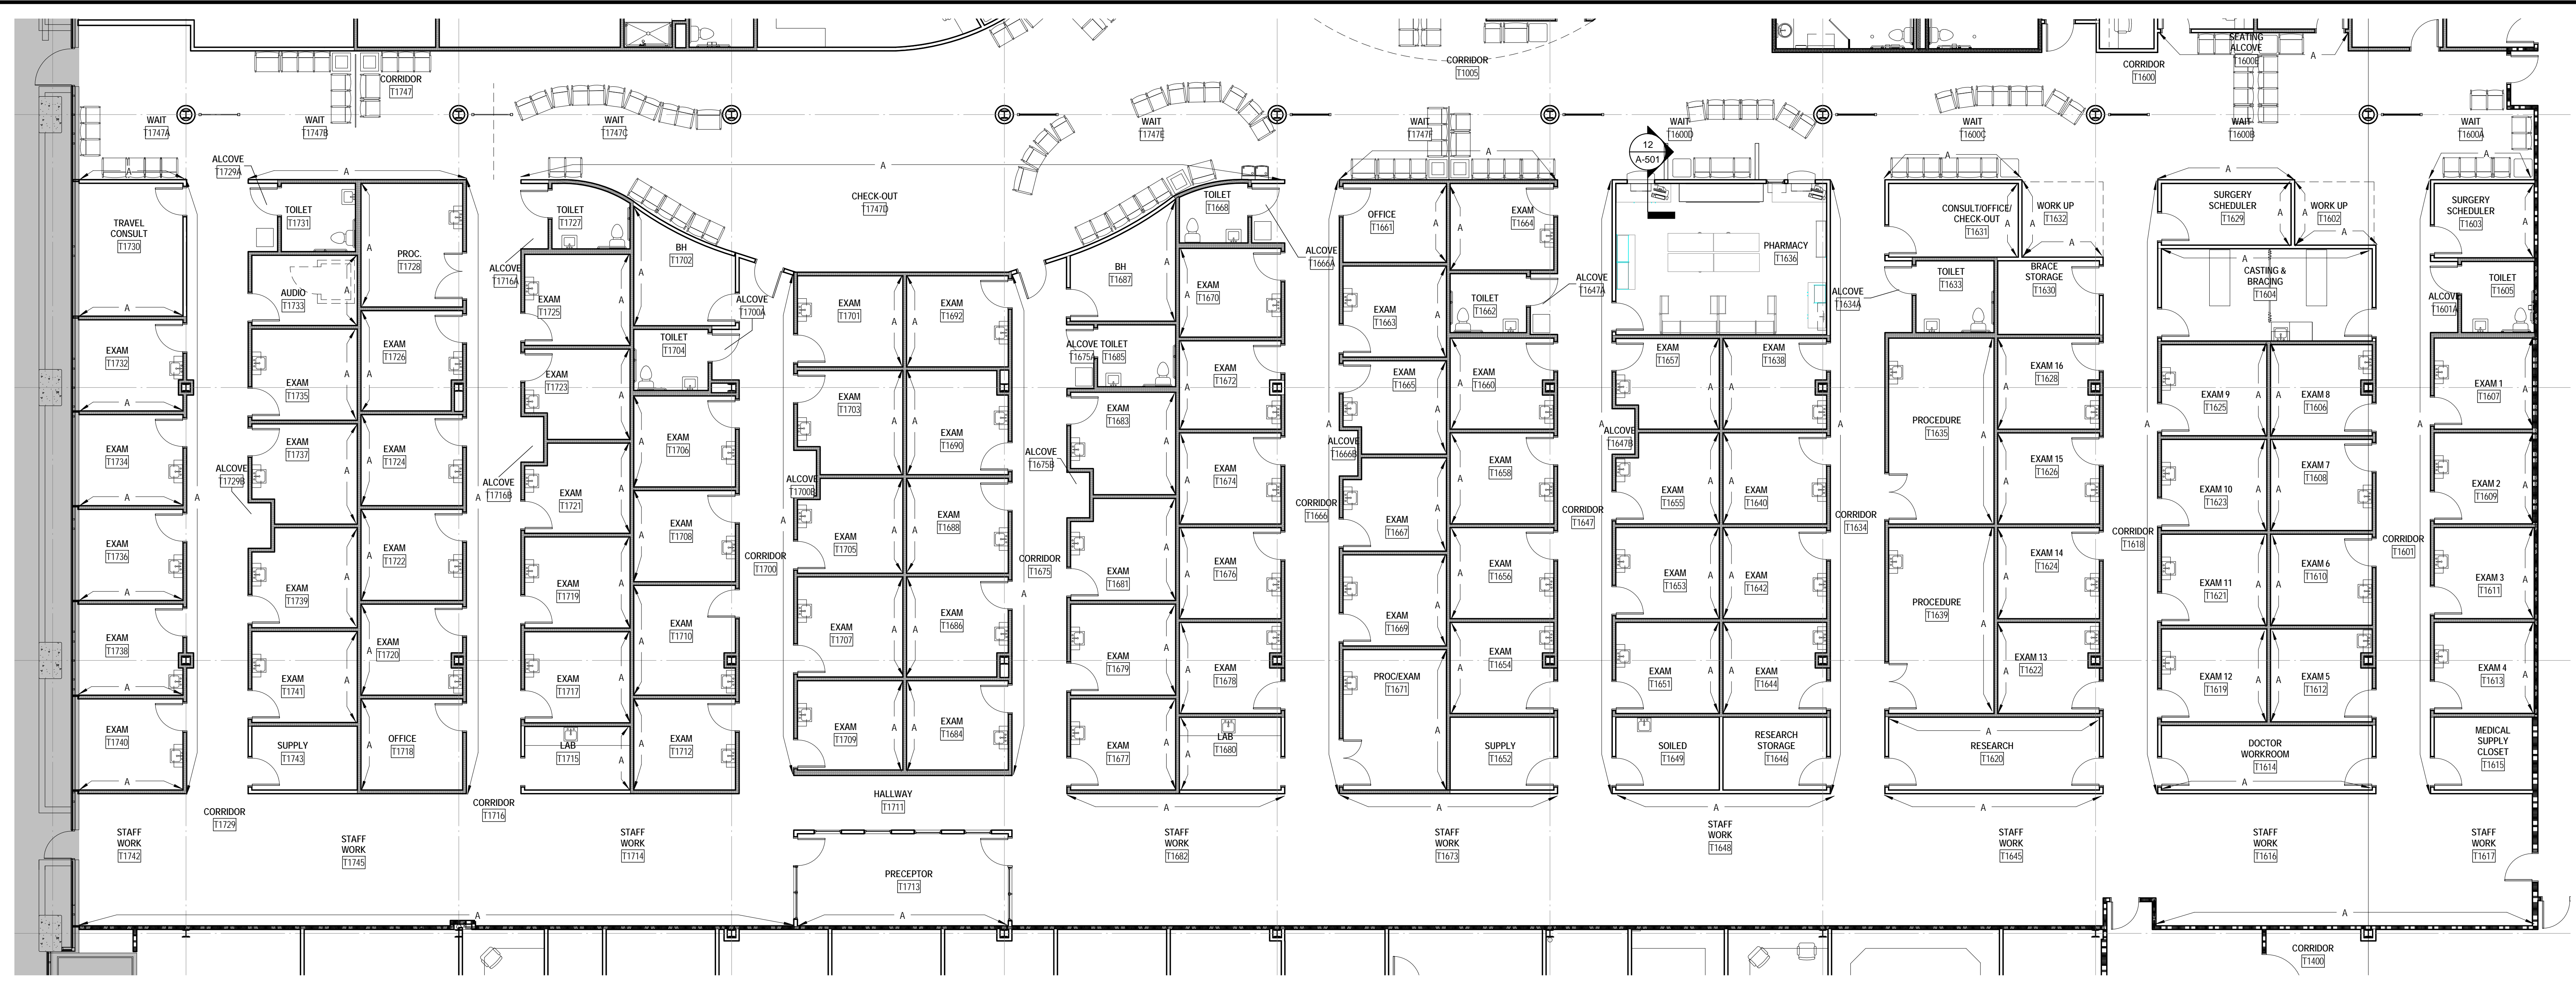 CORRIDOR
T1747
CORRIDOR
T1005
CORRIDOR
T1600
SEATING
ALCOVE
T1600E
A
WAIT
T1747A
WAIT
T1747B
WAIT
T1747C
WAIT
T1747E
WAIT
T1747F
WAIT
T1600D
WAIT
T1600C
WAIT
T1600B
WAIT
T1600A
12
A-501
ALCOVE
T1729A
CHECK-OUT
T1747D
TRAVEL
CONSULT
T1730
EXAM
T1732
EXAM
T1734
EXAM
T1736
EXAM
T1738
EXAM
T1740
TOILET
T1731
AUDIO
T1733
EXAM
T1735
EXAM
T1737
ALCOVE
T1729B
EXAM
T1739
EXAM
T1741
SUPPLY
T1743
PROC.
T1728
EXAM
T1726
EXAM
T1724
EXAM
T1722
EXAM
T1720
OFFICE
T1718
TOILET
T1727
ALCOVE
T1716A
EXAM
T1725
EXAM
T1723
ALCOVE
T1716B
EXAM
T1721
EXAM
T1719
EXAM
T1717
LAB
T1715
BH
T1702
ALCOVE
T1700A
TOILET
T1704
EXAM
T1706
EXAM
T1708
EXAM
T1710
EXAM
T1712
CORRIDOR
T1700
EXAM
T1701
EXAM
T1703
ALCOVE
T1700B
EXAM
T1705
EXAM
T1707
EXAM
T1709
EXAM
T1692
EXAM
T1690
EXAM
T1688
EXAM
T1686
EXAM
T1684
CORRIDOR
T1675
BH
T1687
ALCOVE
T1675A
TOILET
T1685
EXAM
T1683
ALCOVE
T1675B
EXAM
T1681
EXAM
T1679
EXAM
T1677
TOILET
T1668
ALCOVE
T1666A
EXAM
T1670
EXAM
T1672
EXAM
T1674
EXAM
T1676
EXAM
T1678
LAB
T1680
CORRIDOR
T1666
OFFICE
T1661
EXAM
T1663
EXAM
T1665
ALCOVE
T1666B
EXAM
T1667
EXAM
T1669
PROC/EXAM
T1671
EXAM
T1664
TOILET
T1662
ALCOVE
T1647A
EXAM
T1660
EXAM
T1658
EXAM
T1656
EXAM
T1654
SUPPLY
T1652
CORRIDOR
T1647
PHARMACY
T1636
EXAM
T1657
ALCOVE
T1647B
EXAM
T1655
EXAM
T1653
EXAM
T1651
SOILED
T1649
EXAM
T1638
EXAM
T1640
EXAM
T1642
EXAM
T1644
RESEARCH
STORAGE
T1646
CORRIDOR
T1634
CONSULT/OFFICE/
CHECK-OUT
T1631
WORK UP
T1632
ALCOVE
T1634A
TOILET
T1633
BRACE
STORAGE
T1630
PROCEDURE
T1635
PROCEDURE
T1639
EXAM 16
T1628
EXAM 15
T1626
EXAM 14
T1624
EXAM 13
T1622
RESEARCH
T1620
CORRIDOR
T1618
SURGERY
SCHEDULER
T1629
WORK UP
T1602
CASTING &
BRACING
T1604
EXAM 9
T1625
EXAM 10
T1623
EXAM 11
T1621
EXAM 12
T1619
EXAM 8
T1606
EXAM 7
T1608
EXAM 6
T1610
EXAM 5
T1612
DOCTOR
WORKROOM
T1614
CORRIDOR
T1601
SURGERY
SCHEDULER
T1603
TOILET
T1605
ALCOVE
T1601A
EXAM 1
T1607
EXAM 2
T1609
EXAM 3
T1611
EXAM 4
T1613
MEDICAL
SUPPLY
CLOSET
T1615
CORRIDOR
T1729
CORRIDOR
T1716
HALLWAY
T1711
STAFF
WORK
T1742
STAFF
WORK
T1745
STAFF
WORK
T1714
PRECEPTOR
T1713
STAFF
WORK
T1682
STAFF
WORK
T1673
STAFF
WORK
T1648
STAFF
WORK
T1645
STAFF
WORK
T1616
STAFF
WORK
T1617
A
A
A
CORRIDOR
T1400